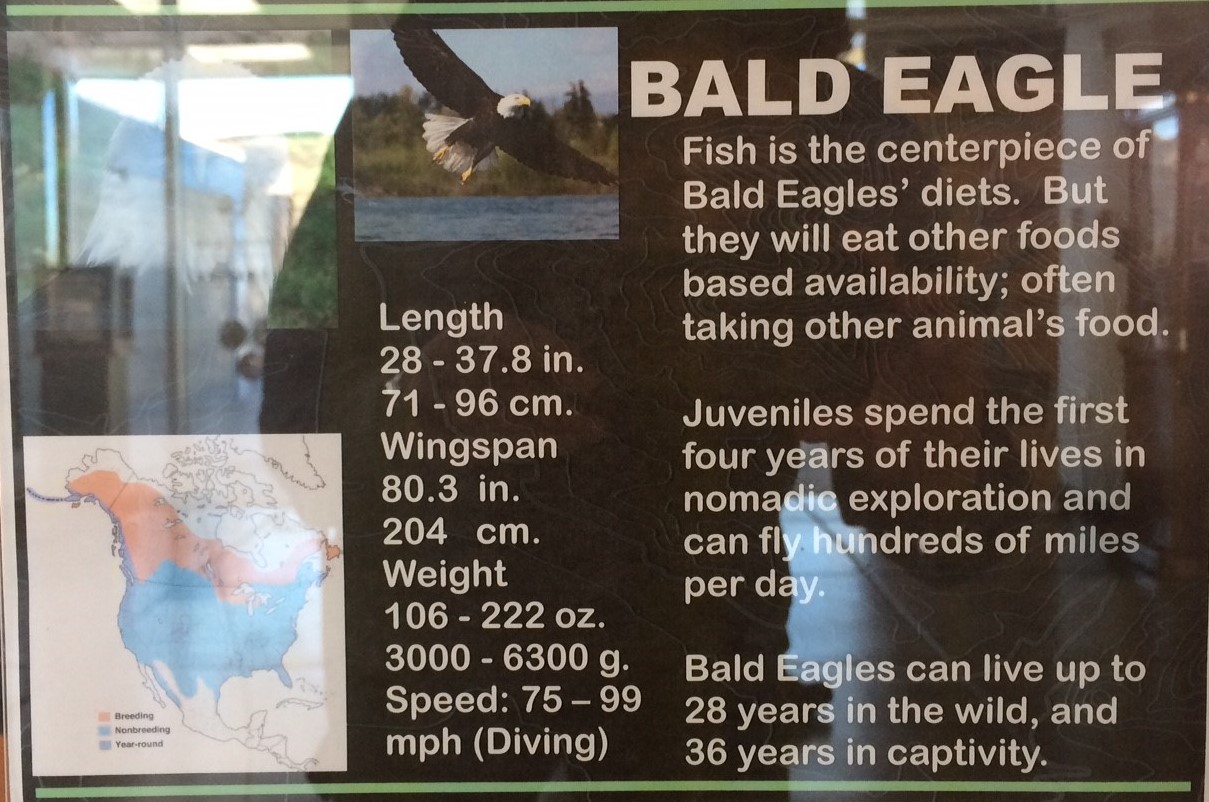 BALD EAGLE
Fish is the centerpiece of
Bald Eagles’ diets.  But
they will eat other foods
based availability; often
taking other animal’s food.
Juveniles spend the first
four years of their lives in
nomadic exploration and
can fly hundreds of miles
per day.
Bald Eagles can live up to
28 years in the wild, and
36 years in captivity.
Length
28 - 37.8 in.
71 - 96 cm.
Wingspan
80.3  in.
204   cm.
Weight
106 - 222 oz.
3000 - 6300 g.
Speed: 75 – 99
mph (Diving)
Breeding
Nonbreeding
Year-round